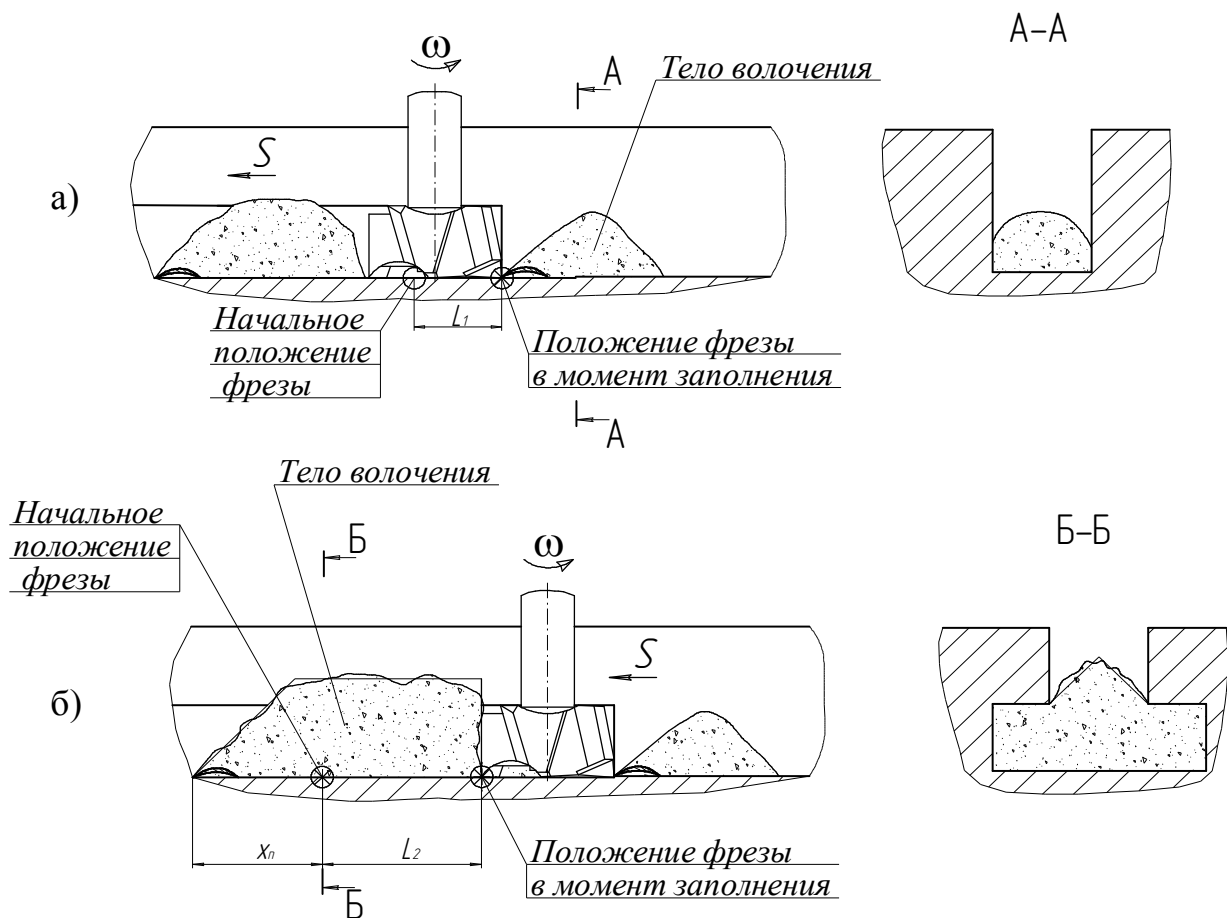 А–А
ω
А
Тело волочения
S
а)
Начальное
положение
фрезы
L₁
Положение фрезы
в момент заполнения
А
Тело волочения
Начальное
положение
фрезы
Б
ω
Б–Б
S
б)
xₙ
L₂
Положение фрезы
в момент заполнения
Б